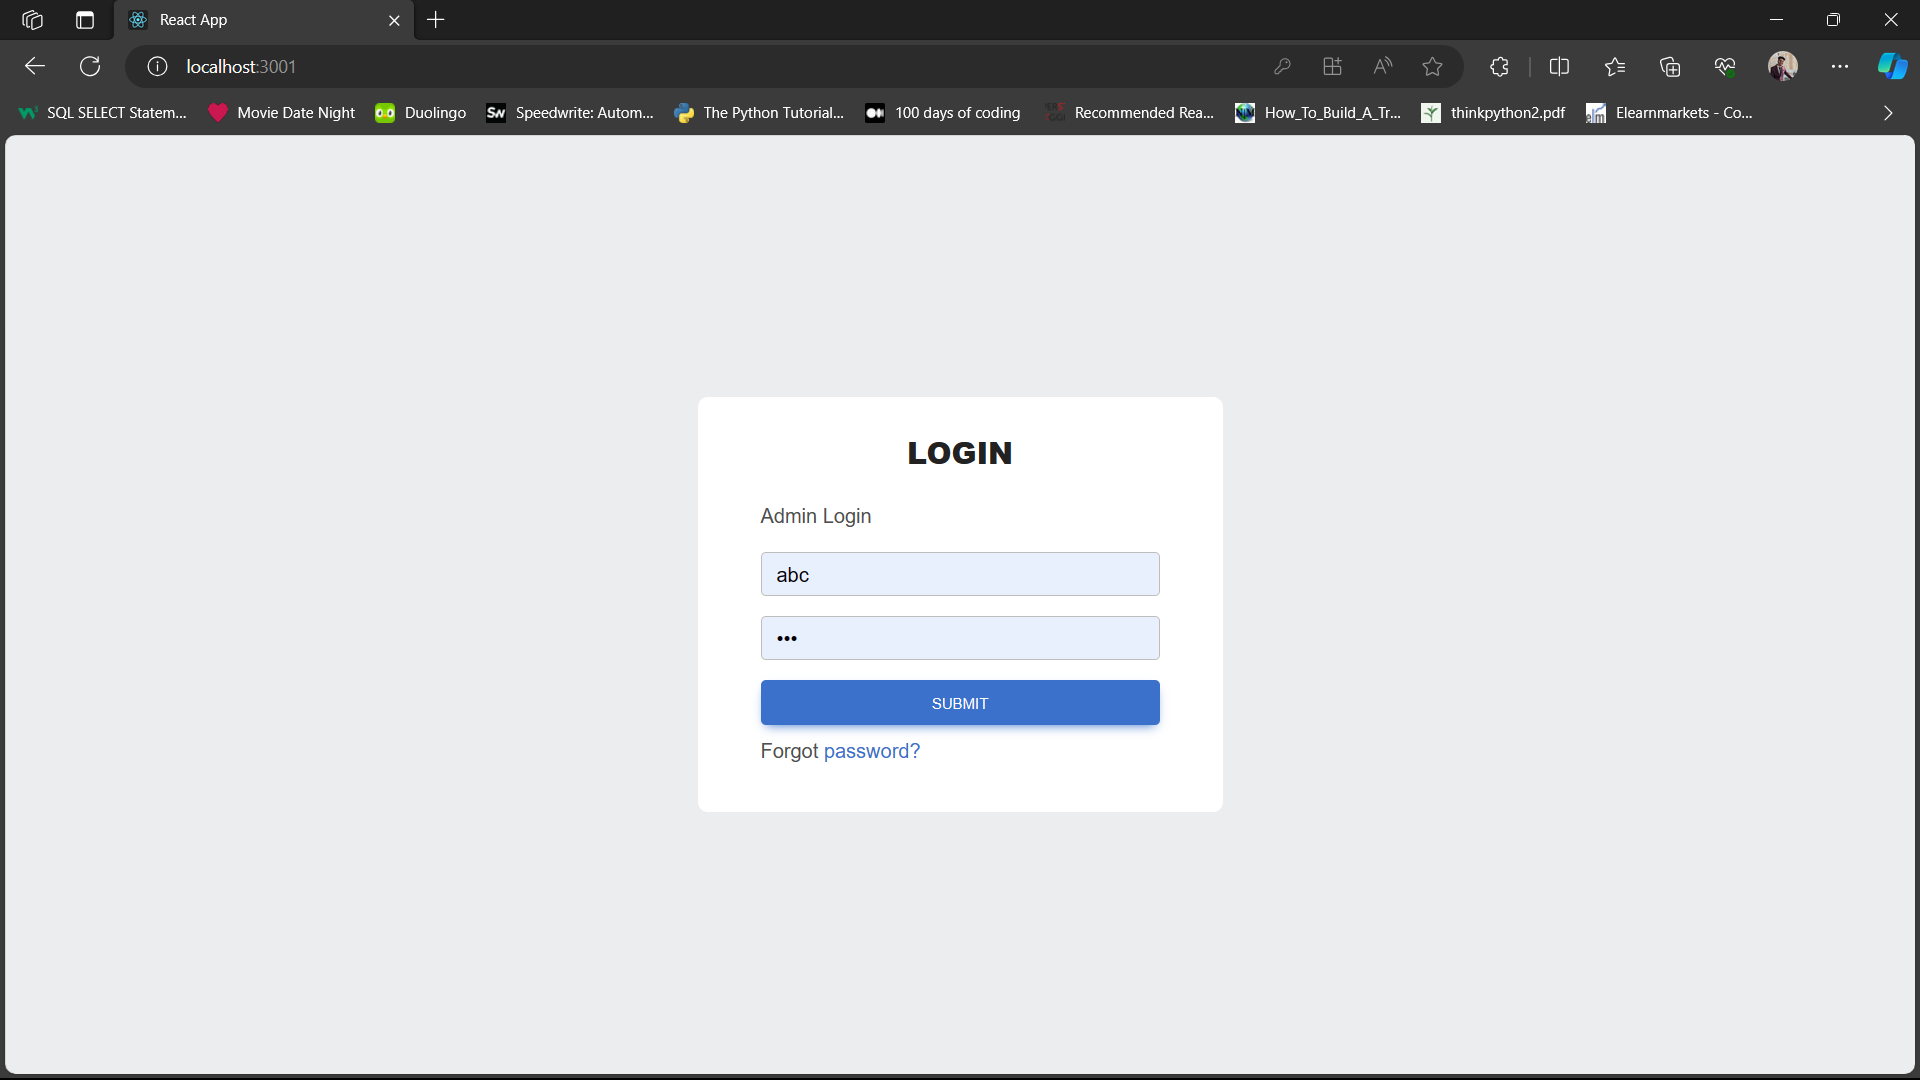 React App
localhost:3001
SQL SELECT Statem... Movie Date Night Duolingo SW Speedwrite: Autom... The Python Tutorial... 100 days of coding Recommended Rea... How_To_Build_A_Tr... thinkpython2.pdf Elearnmarkets - Co...
LOGIN
Admin Login
abc
•••
SUBMIT
Forgot password?